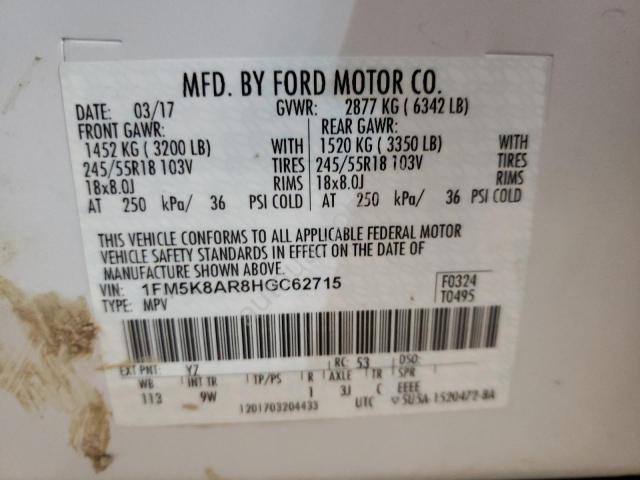 MFD. BY FORD MOTOR CO.
DATE: 03/17 GVWR: 2877 KG ( 6342 LB)
FRONT GAWR: REAR GAWR:
1452 KG ( 3200 LB) WITH 1520 KG ( 3350 LB) WITH
245/55R18 103V TIRES 245/55R18 103V TIRES
18x8.0J RIMS 18x8.0J RIMS
AT 250 kPa/ 36 PSI COLD AT 250 kPa/ 36 PSI COLD
THIS VEHICLE CONFORMS TO ALL APPLICABLE FEDERAL MOTOR
VEHICLE SAFETY STANDARDS IN EFFECT ON THE DATE OF
MANUFACTURE SHOWN ABOVE.
VIN: 1FM5K8AR8HGC62715 F0324
TYPE: MPV T0495
EXT PNT: YZ RC: 53 DSO:
WB INT TR TP/PS R AXLE TR SPR
113 9W 1 3J C EEEE
1201703204433 UTC 5U5A-1520472-BA